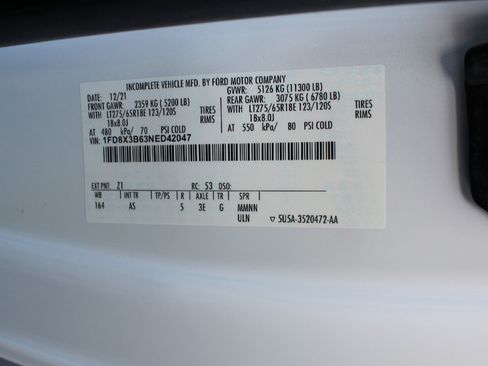 INCOMPLETE VEHICLE MFD. BY FORD MOTOR COMPANY
DATE: 12/21 GVWR: 5126 KG (11300 LB)
FRONT GAWR: 2359 KG (5200 LB) REAR GAWR: 3075 KG (6780 LB)
WITH LT275/65R18E 123/120S TIRES WITH LT275/65R18E 123/120S TIRES
18x8.0J RIMS 18x8.0J RIMS
AT 480 kPa/ 70 PSI COLD AT 550 kPa/ 80 PSI COLD
VIN: 1FD8X3B63NED42047
EXT PNT: Z1 RC: 53 DSO:
WB INT TR TP/PS R AXLE TR SPR
164 AS 5 3E G MMNN
ULN ▽ 5U5A-3520472-AA